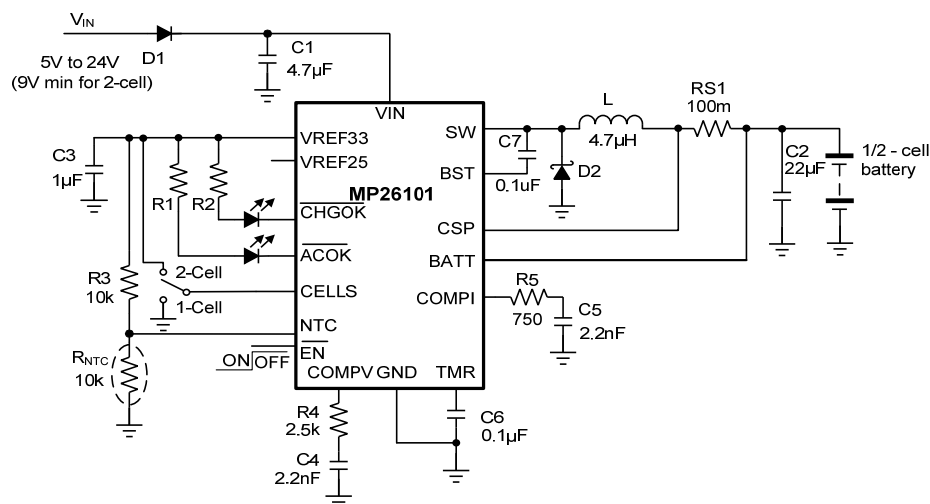 VIN
5V to 24V
(9V min for 2-cell)
D1
C1
4.7µF
C3
1µF
R1
R2
R3
10k
2-Cell
1-Cell
RNTC
10k
ON OFF
VIN
VREF33
VREF25
MP26101
CHGOK
ACOK
CELLS
NTC
EN
COMPV GND TMR
SW
BST
CSP
BATT
COMPI
C7
0.1uF
D2
L
4.7µH
RS1
100m
C2
22µF
1/2 - cell
battery
R5
750
C5
2.2nF
R4
2.5k
C4
2.2nF
C6
0.1µF